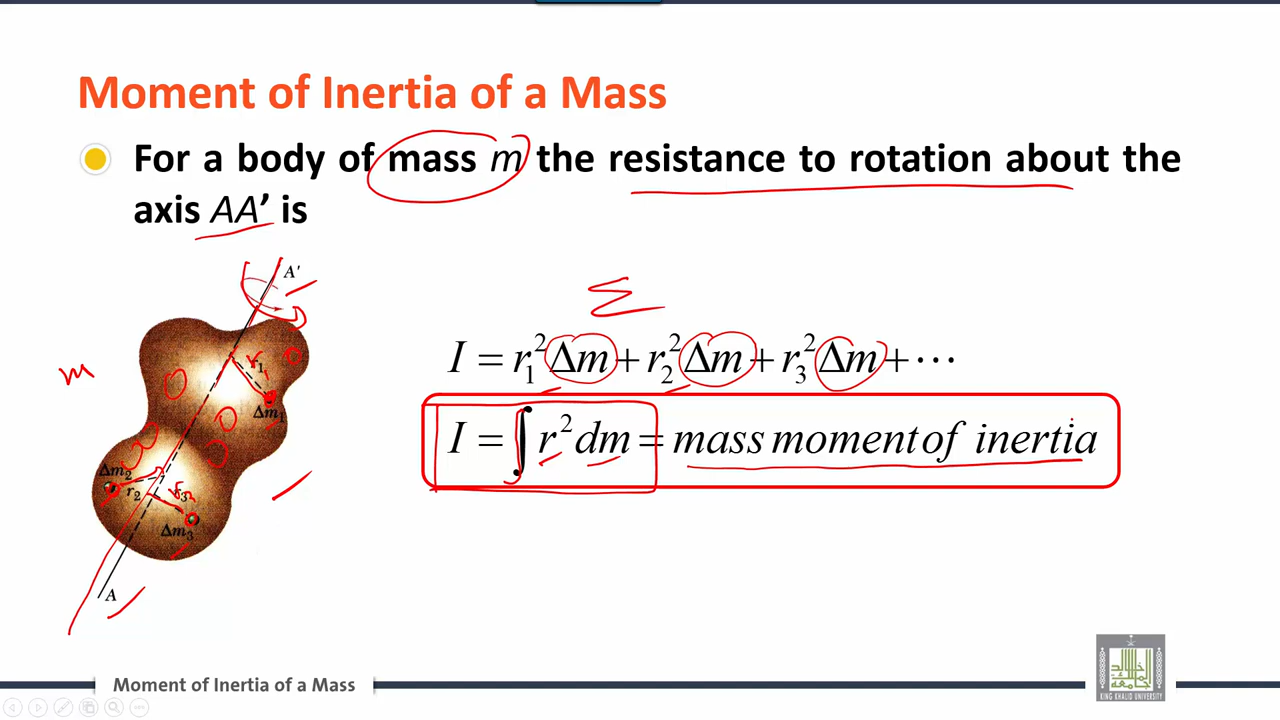 Moment of Inertia of a Mass
For a body of mass m the resistance to rotation about the
axis AA’ is
A'
Σ
m
r₁
Δm₁
I = r₁²Δm + r₂²Δm + r₃²Δm + ⋯
I = ∫ r² dm = mass moment of inertia
Δm₂
r₂
r₃
Δm₃
A
Moment of Inertia of a Mass
KING KHALID UNIVERSITY